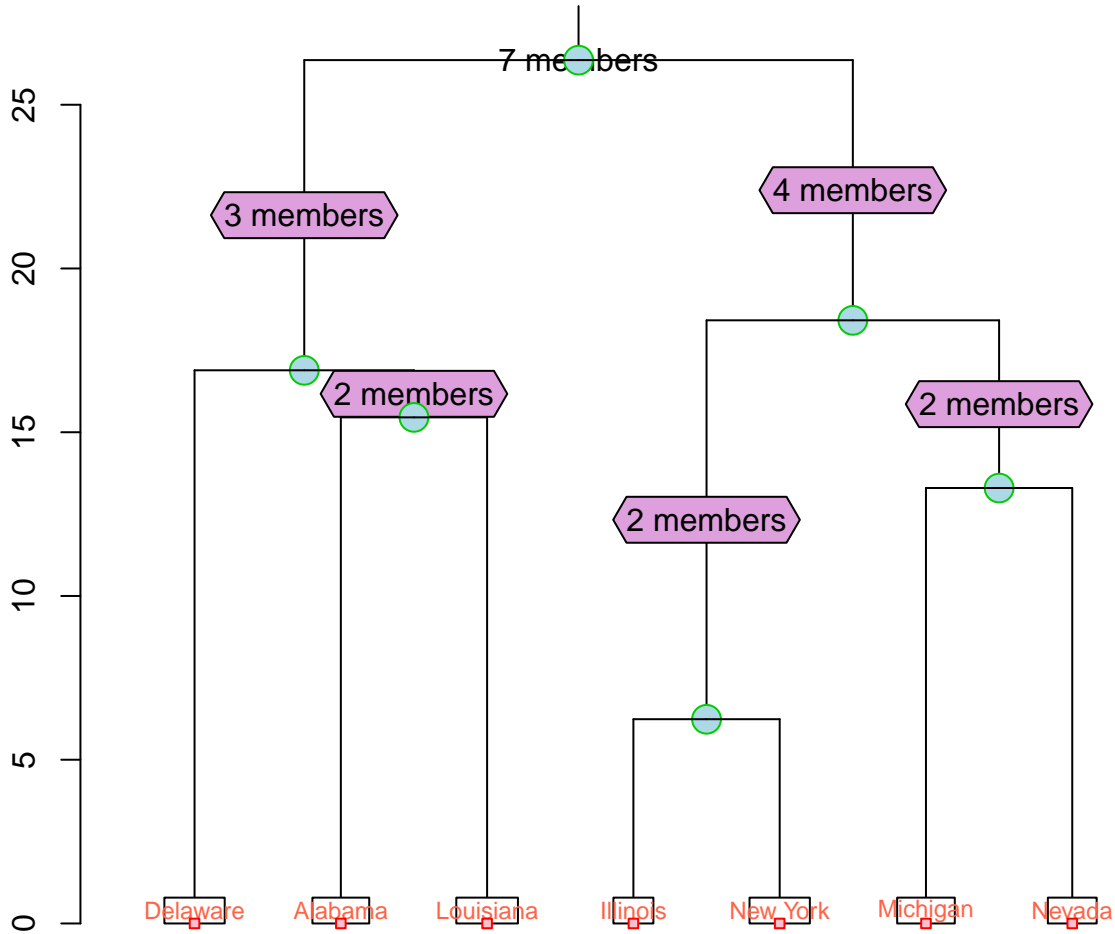 7 members
25
4 members
3 members
20
2 members
2 members
15
2 members
10
5
0
Delaware
Alabama
Louisiana
Illinois
New York
Michigan
Nevada